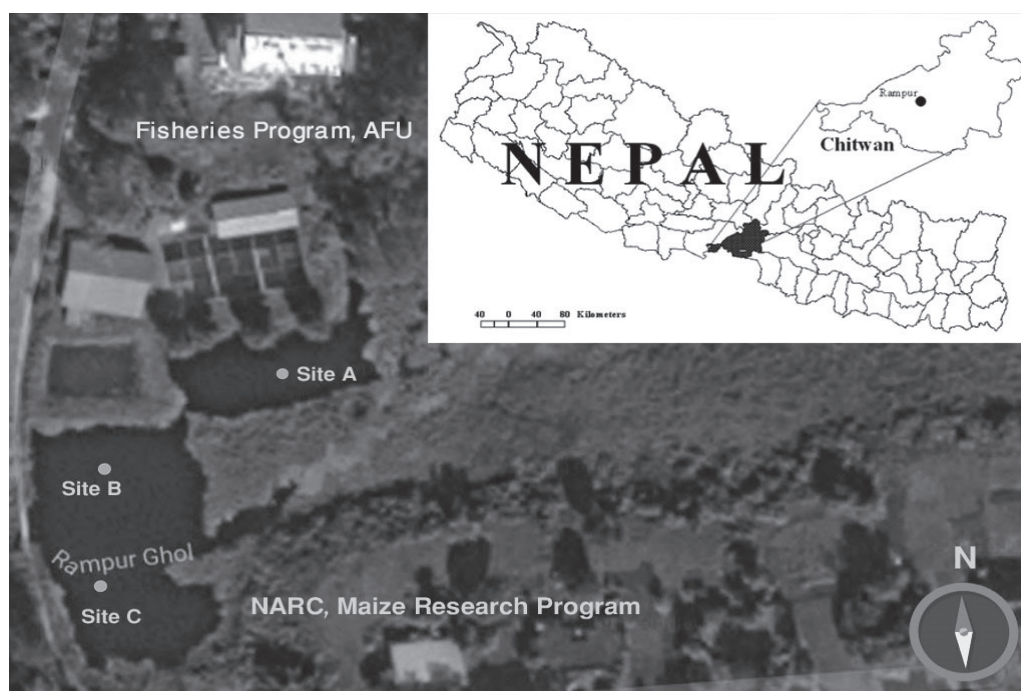 Fisheries Program, AFU
NEPAL
Rampur
Chitwan
40 0 40 80 Kilometers
Site A
Site B
Rampur Ghol
Site C
NARC, Maize Research Program
N